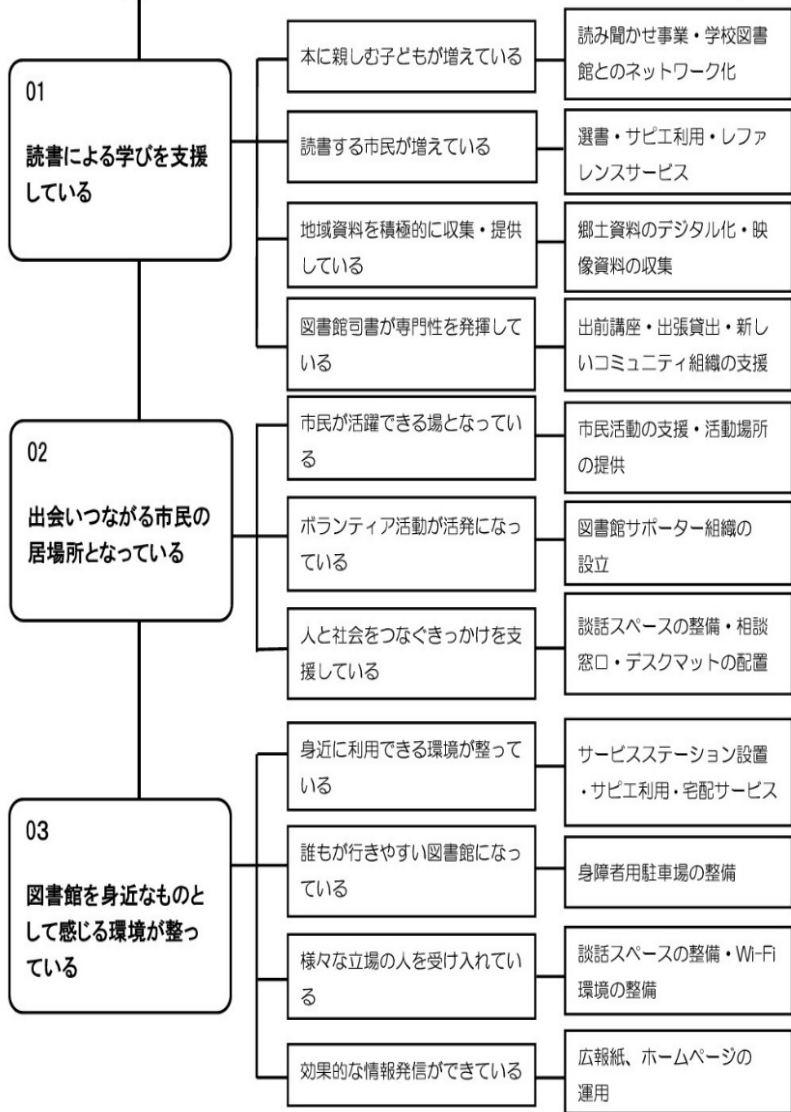 01
読書による学びを支援
している
本に親しむ子どもが増えている
読み聞かせ事業・学校図書
館とのネットワーク化
読書する市民が増えている
選書・サピエ利用・レファ
レンスサービス
地域資料を積極的に収集・提供
している
郷土資料のデジタル化・映
像資料の収集
図書館司書が専門性を発揮して
いる
出前講座・出張貸出・新し
いコミュニティ組織の支援
02
出会いつながる市民の
居場所となっている
市民が活躍できる場となってい
る
市民活動の支援・活動場所
の提供
ボランティア活動が活発になっ
ている
図書館サポーター組織の
設立
人と社会をつなぐきっかけを支
援している
談話スペースの整備・相談
窓口・デスクマットの配置
03
図書館を身近なものと
して感じる環境が整っ
ている
身近に利用できる環境が整って
いる
サービスステーション設置
・サピエ利用・宅配サービス
誰もが行きやすい図書館になっ
ている
身障者用駐車場の整備
様々な立場の人を受け入れてい
る
談話スペースの整備・Wi-Fi
環境の整備
効果的な情報発信ができている
広報紙、ホームページの
運用